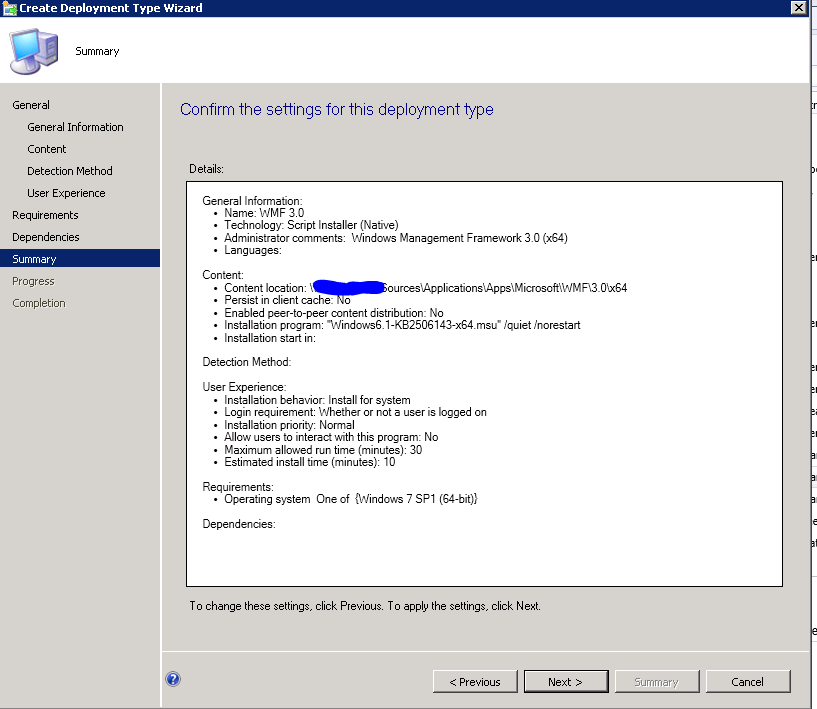 Create Deployment Type Wizard
Summary
General
General Information
Content
Detection Method
User Experience
Requirements
Dependencies
Summary
Progress
Completion
Confirm the settings for this deployment type
Details:
General Information:
• Name: WMF 3.0
• Technology: Script Installer (Native)
• Administrator comments: Windows Management Framework 3.0 (x64)
• Languages:
Content:
• Content location: \Sources\Applications\Apps\Microsoft\WMF\3.0\x64
• Persist in client cache: No
• Enabled peer-to-peer content distribution: No
• Installation program: "Windows6.1-KB2506143-x64.msu" /quiet /norestart
• Installation start in:
Detection Method:
User Experience:
• Installation behavior: Install for system
• Login requirement: Whether or not a user is logged on
• Installation priority: Normal
• Allow users to interact with this program: No
• Maximum allowed run time (minutes): 30
• Estimated install time (minutes): 10
Requirements:
• Operating system One of {Windows 7 SP1 (64-bit)}
Dependencies:
To change these settings, click Previous. To apply the settings, click Next.
< Previous
Next >
Summary
Cancel